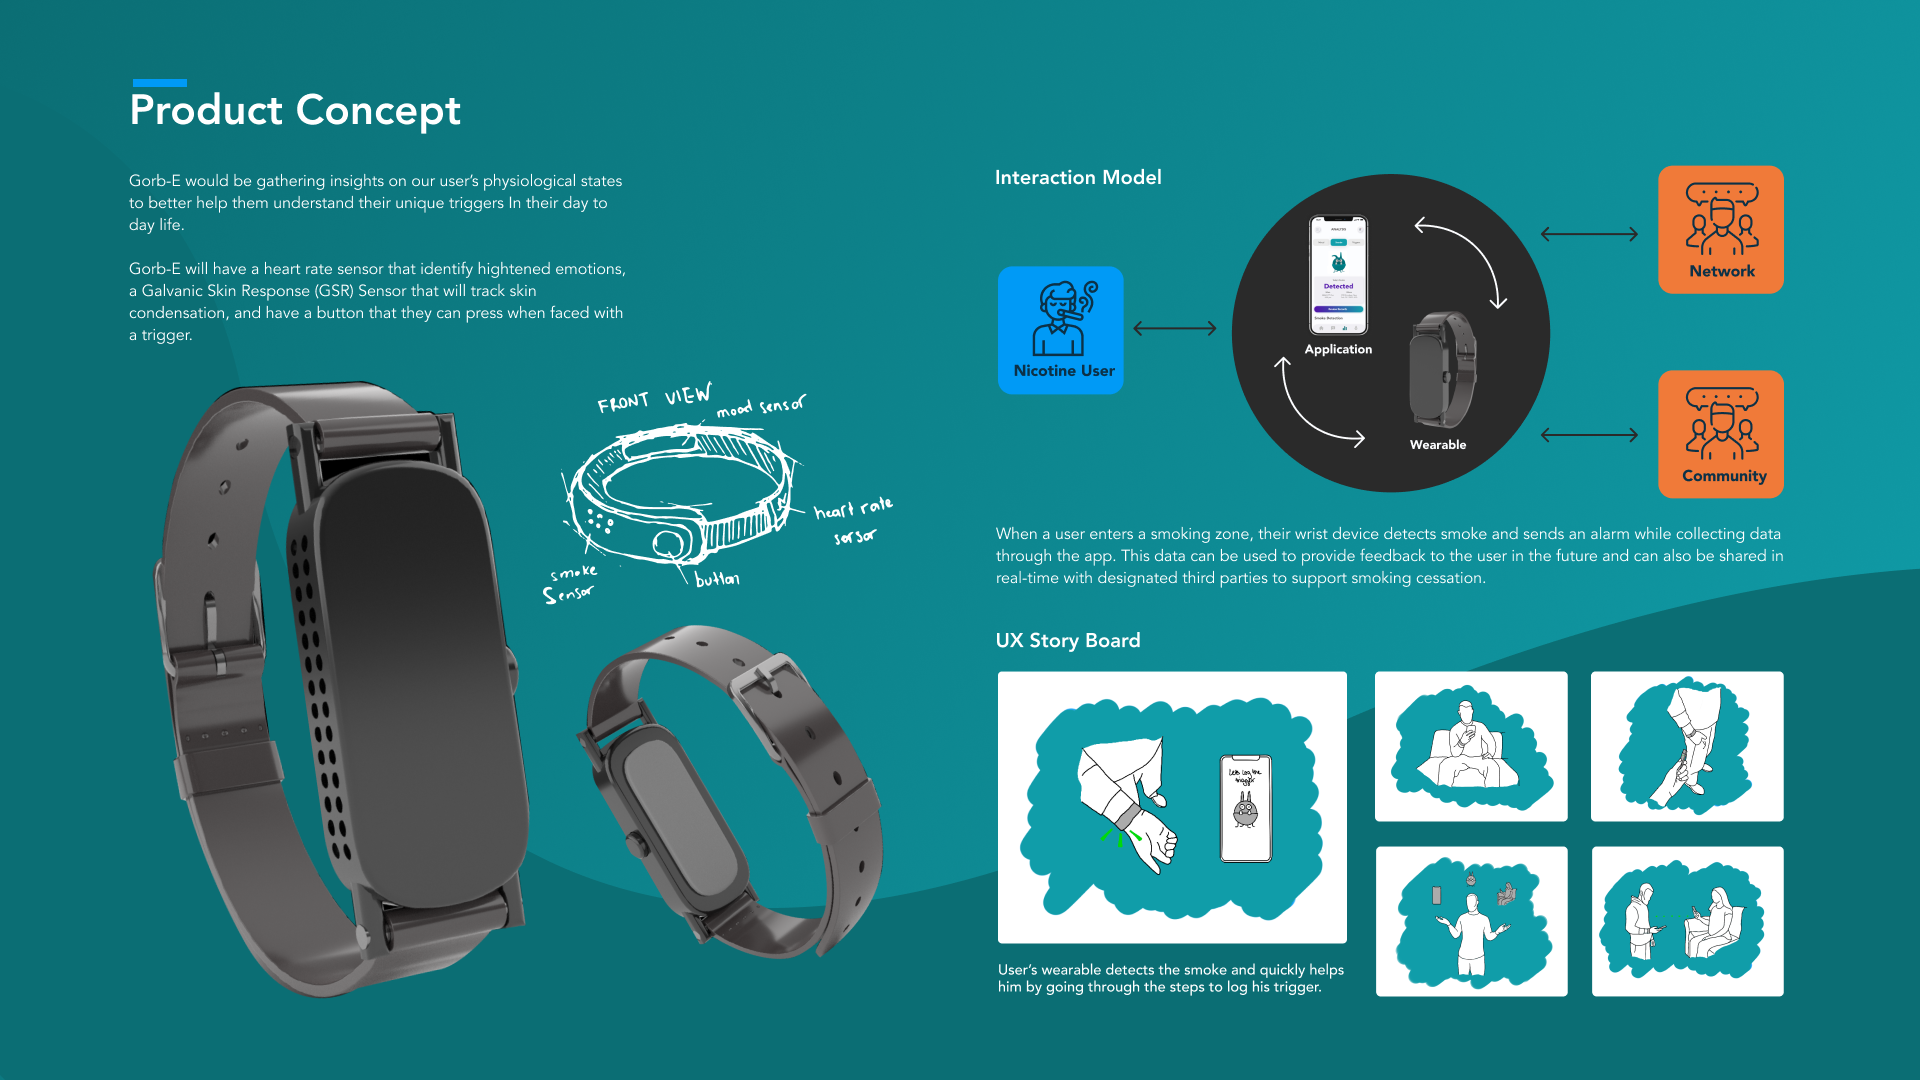 Product Concept
Gorb-E would be gathering insights on our user's physiological states
to better help them understand their unique triggers In their day to
day life.
Gorb-E will have a heart rate sensor that identify hightened emotions,
a Galvanic Skin Response (GSR) Sensor that will track skin
condensation, and have a button that they can press when faced with
a trigger.
FRONT VIEW
mood sensor
heart rate
sensor
smoke
Sensor
button
Interaction Model
Nicotine User
ANALYSIS
Detected
Smoke Detection
Application
Wearable
Network
Community
When a user enters a smoking zone, their wrist device detects smoke and sends an alarm while collecting data
through the app. This data can be used to provide feedback to the user in the future and can also be shared in
real-time with designated third parties to support smoking cessation.
UX Story Board
Lets Log the
trigger
User's wearable detects the smoke and quickly helps
him by going through the steps to log his trigger.